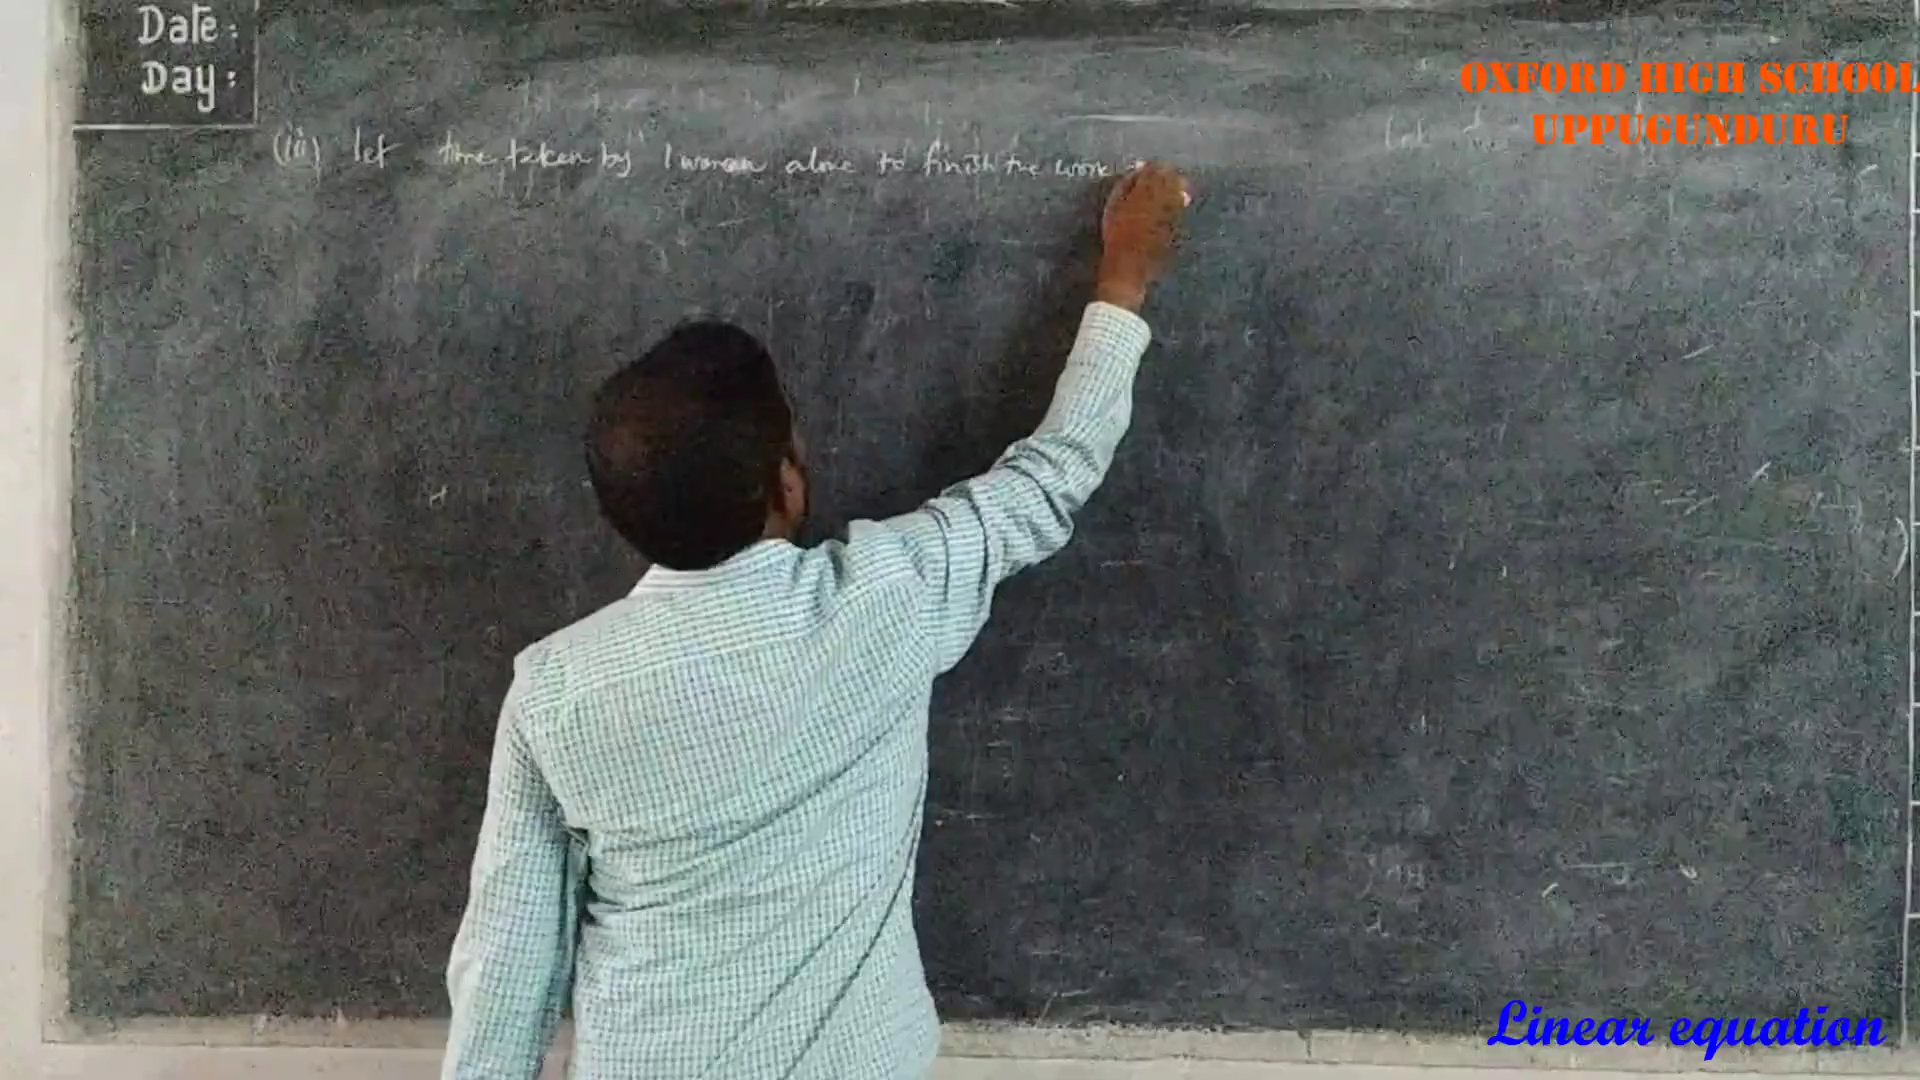 Date:
Day:
OXFORD HIGH SCHOOL
UPPUGUNDURU
(iii) let time taken by 1 woman alone to finish the work
Linear equation